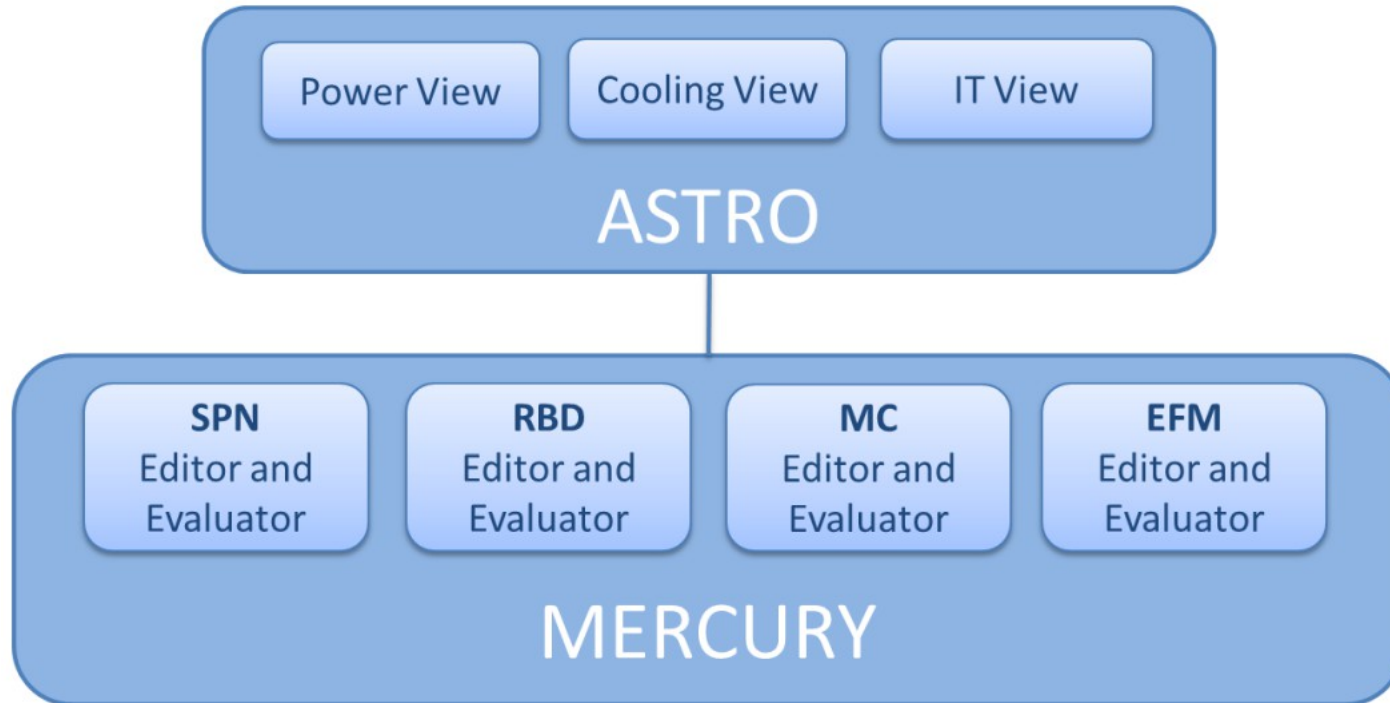 Power View
Cooling View
IT View
ASTRO
SPN
Editor and
Evaluator
RBD
Editor and
Evaluator
MC
Editor and
Evaluator
EFM
Editor and
Evaluator
MERCURY